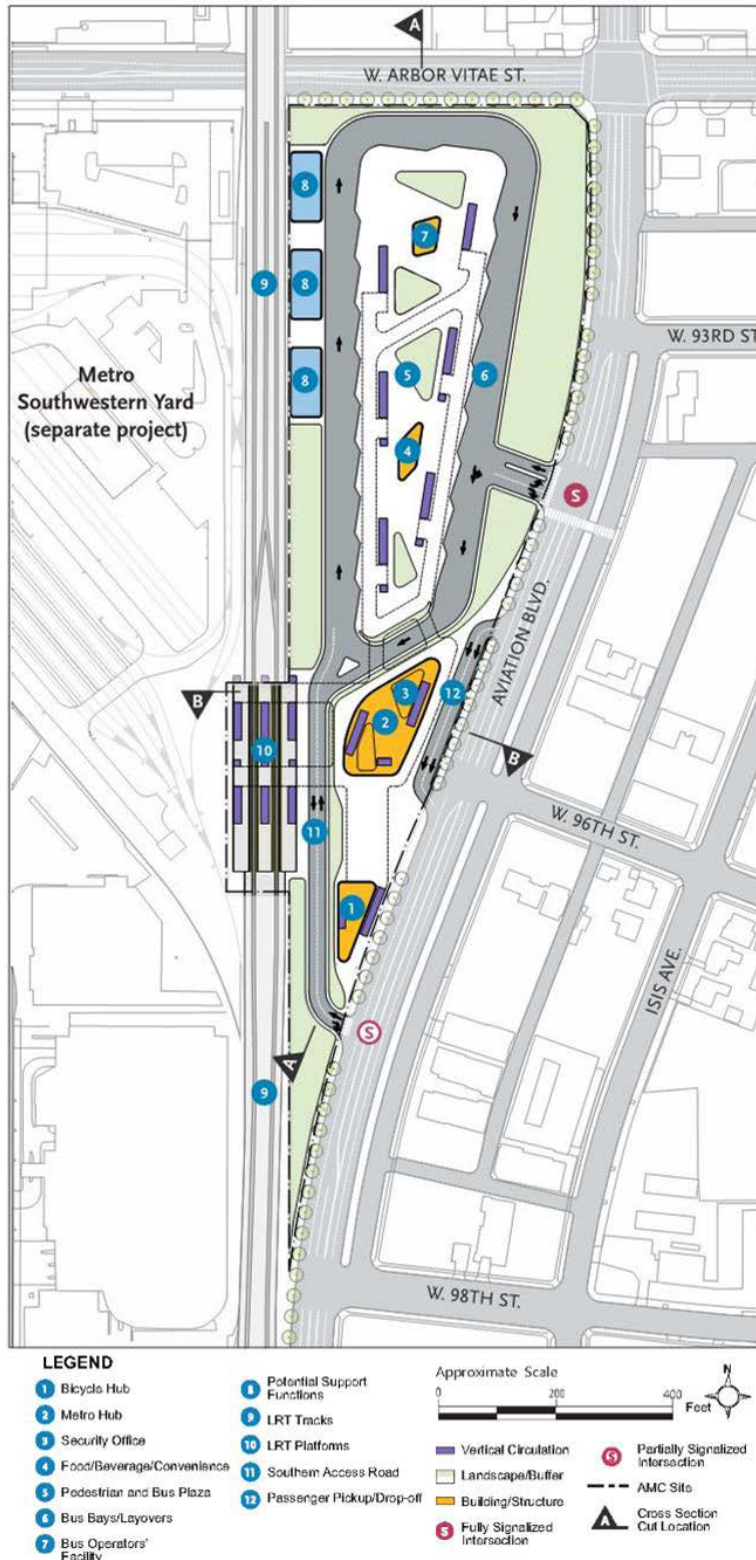 A
W. ARBOR VITAE ST.
8
7
9
8
W. 93RD ST
Metro
Southwestern Yard
(separate project)
8
5
6
4
S
AVIATION BLVD.
B
3
12
2
10
B
W. 96TH ST.
11
1
ISIS AVE.
S
A
9
W. 98TH ST.
LEGEND
1 Bicycle Hub
2 Metro Hub
3 Security Office
4 Food/Beverage/Convenience
5 Pedestrian and Bus Plaza
6 Bus Bays/Layovers
7 Bus Operators'
Facility
8 Potential Support
Functions
9 LRT Tracks
10 LRT Platforms
11 Southern Access Road
12 Passenger Pickup/Drop-off
Approximate Scale
0 200 400
Feet
N
Vertical Circulation
Landscape/Buffer
Building/Structure
S Fully Signalized
Intersection
S Partially Signalized
Intersection
AMC Site
A Cross Section
Cut Location